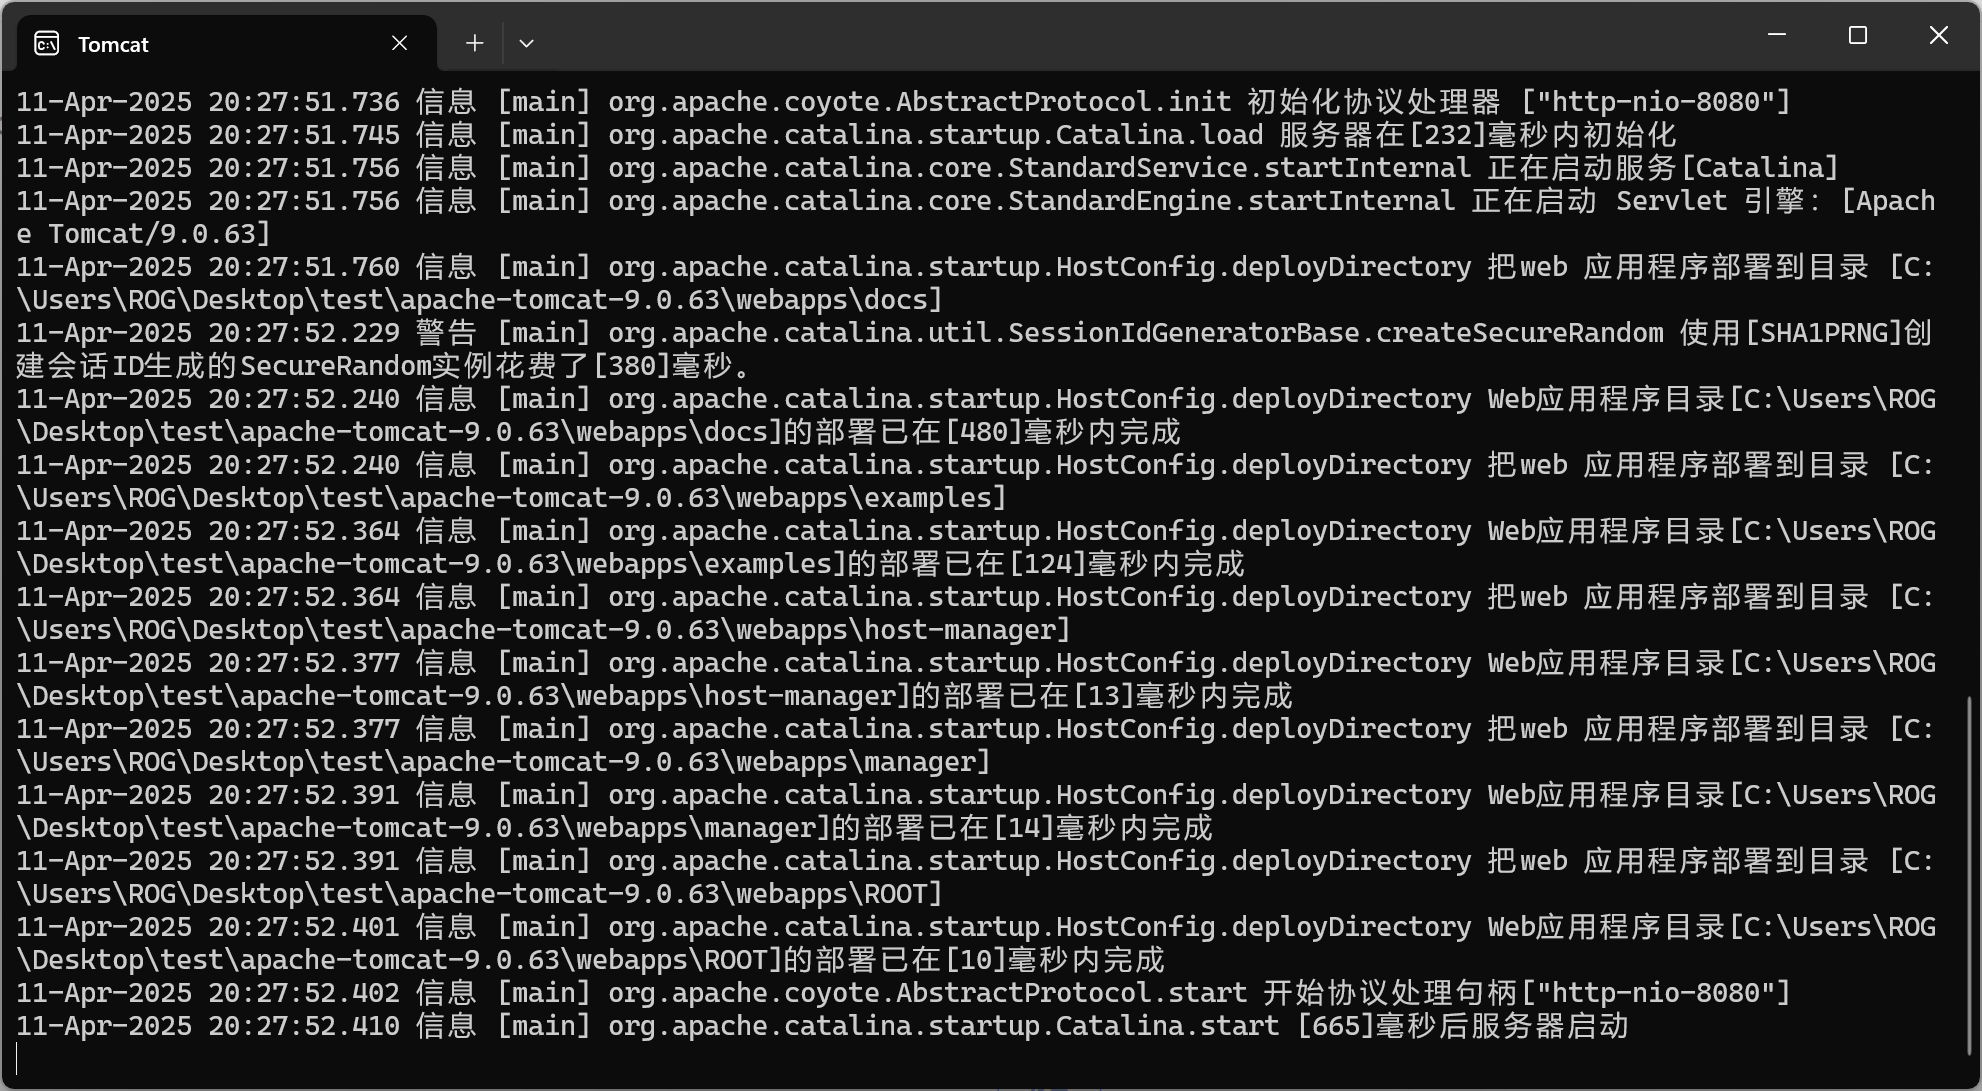 Tomcat
11-Apr-2025 20:27:51.736 信息 [main] org.apache.coyote.AbstractProtocol.init 初始化协议处理器 ["http-nio-8080"]
11-Apr-2025 20:27:51.745 信息 [main] org.apache.catalina.startup.Catalina.load 服务器在[232]毫秒内初始化
11-Apr-2025 20:27:51.756 信息 [main] org.apache.catalina.core.StandardService.startInternal 正在启动服务[Catalina]
11-Apr-2025 20:27:51.756 信息 [main] org.apache.catalina.core.StandardEngine.startInternal 正在启动 Servlet 引擎：[Apach
e Tomcat/9.0.63]
11-Apr-2025 20:27:51.760 信息 [main] org.apache.catalina.startup.HostConfig.deployDirectory 把web 应用程序部署到目录 [C:
\Users\ROG\Desktop\test\apache-tomcat-9.0.63\webapps\docs]
11-Apr-2025 20:27:52.229 警告 [main] org.apache.catalina.util.SessionIdGeneratorBase.createSecureRandom 使用[SHA1PRNG]创
建会话ID生成的SecureRandom实例花费了[380]毫秒。
11-Apr-2025 20:27:52.240 信息 [main] org.apache.catalina.startup.HostConfig.deployDirectory Web应用程序目录[C:\Users\ROG
\Desktop\test\apache-tomcat-9.0.63\webapps\docs]的部署已在[480]毫秒内完成
11-Apr-2025 20:27:52.240 信息 [main] org.apache.catalina.startup.HostConfig.deployDirectory 把web 应用程序部署到目录 [C:
\Users\ROG\Desktop\test\apache-tomcat-9.0.63\webapps\examples]
11-Apr-2025 20:27:52.364 信息 [main] org.apache.catalina.startup.HostConfig.deployDirectory Web应用程序目录[C:\Users\ROG
\Desktop\test\apache-tomcat-9.0.63\webapps\examples]的部署已在[124]毫秒内完成
11-Apr-2025 20:27:52.364 信息 [main] org.apache.catalina.startup.HostConfig.deployDirectory 把web 应用程序部署到目录 [C:
\Users\ROG\Desktop\test\apache-tomcat-9.0.63\webapps\host-manager]
11-Apr-2025 20:27:52.377 信息 [main] org.apache.catalina.startup.HostConfig.deployDirectory Web应用程序目录[C:\Users\ROG
\Desktop\test\apache-tomcat-9.0.63\webapps\host-manager]的部署已在[13]毫秒内完成
11-Apr-2025 20:27:52.377 信息 [main] org.apache.catalina.startup.HostConfig.deployDirectory 把web 应用程序部署到目录 [C:
\Users\ROG\Desktop\test\apache-tomcat-9.0.63\webapps\manager]
11-Apr-2025 20:27:52.391 信息 [main] org.apache.catalina.startup.HostConfig.deployDirectory Web应用程序目录[C:\Users\ROG
\Desktop\test\apache-tomcat-9.0.63\webapps\manager]的部署已在[14]毫秒内完成
11-Apr-2025 20:27:52.391 信息 [main] org.apache.catalina.startup.HostConfig.deployDirectory 把web 应用程序部署到目录 [C:
\Users\ROG\Desktop\test\apache-tomcat-9.0.63\webapps\ROOT]
11-Apr-2025 20:27:52.401 信息 [main] org.apache.catalina.startup.HostConfig.deployDirectory Web应用程序目录[C:\Users\ROG
\Desktop\test\apache-tomcat-9.0.63\webapps\ROOT]的部署已在[10]毫秒内完成
11-Apr-2025 20:27:52.402 信息 [main] org.apache.coyote.AbstractProtocol.start 开始协议处理句柄["http-nio-8080"]
11-Apr-2025 20:27:52.410 信息 [main] org.apache.catalina.startup.Catalina.start [665]毫秒后服务器启动